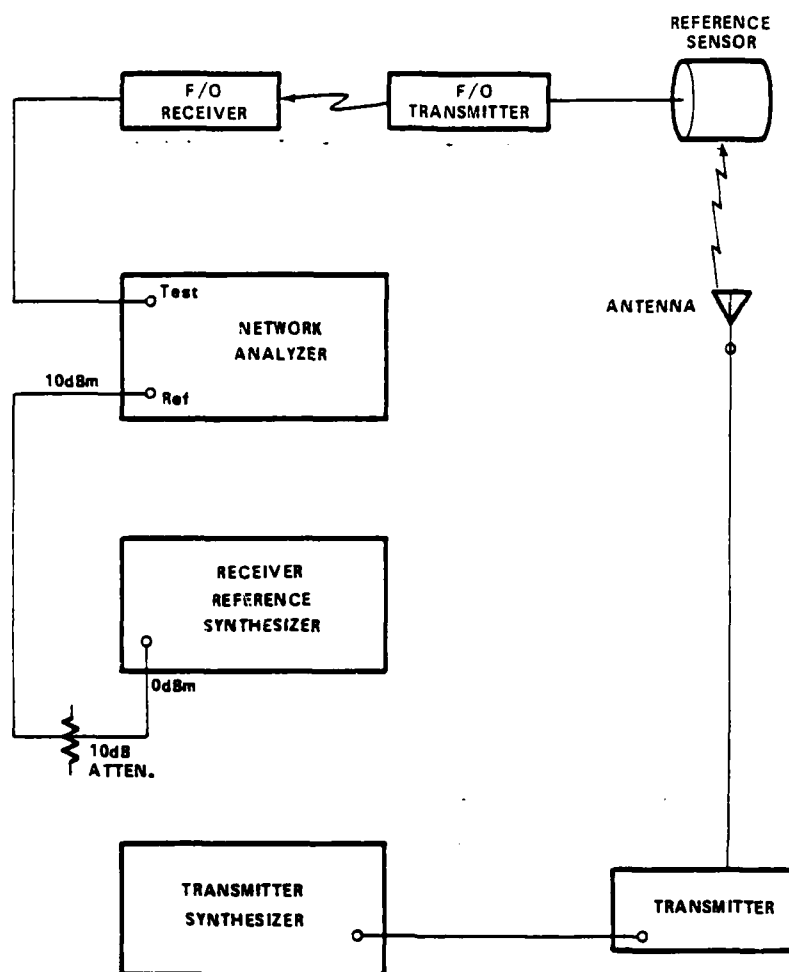 REFERENCE
SENSOR
F/O
RECEIVER
F/O
TRANSMITTER
Test
NETWORK
ANALYZER
ANTENNA
10dBm
Ref
RECEIVER
REFERENCE
SYNTHESIZER
0dBm
10dB
ATTEN.
TRANSMITTER
SYNTHESIZER
TRANSMITTER